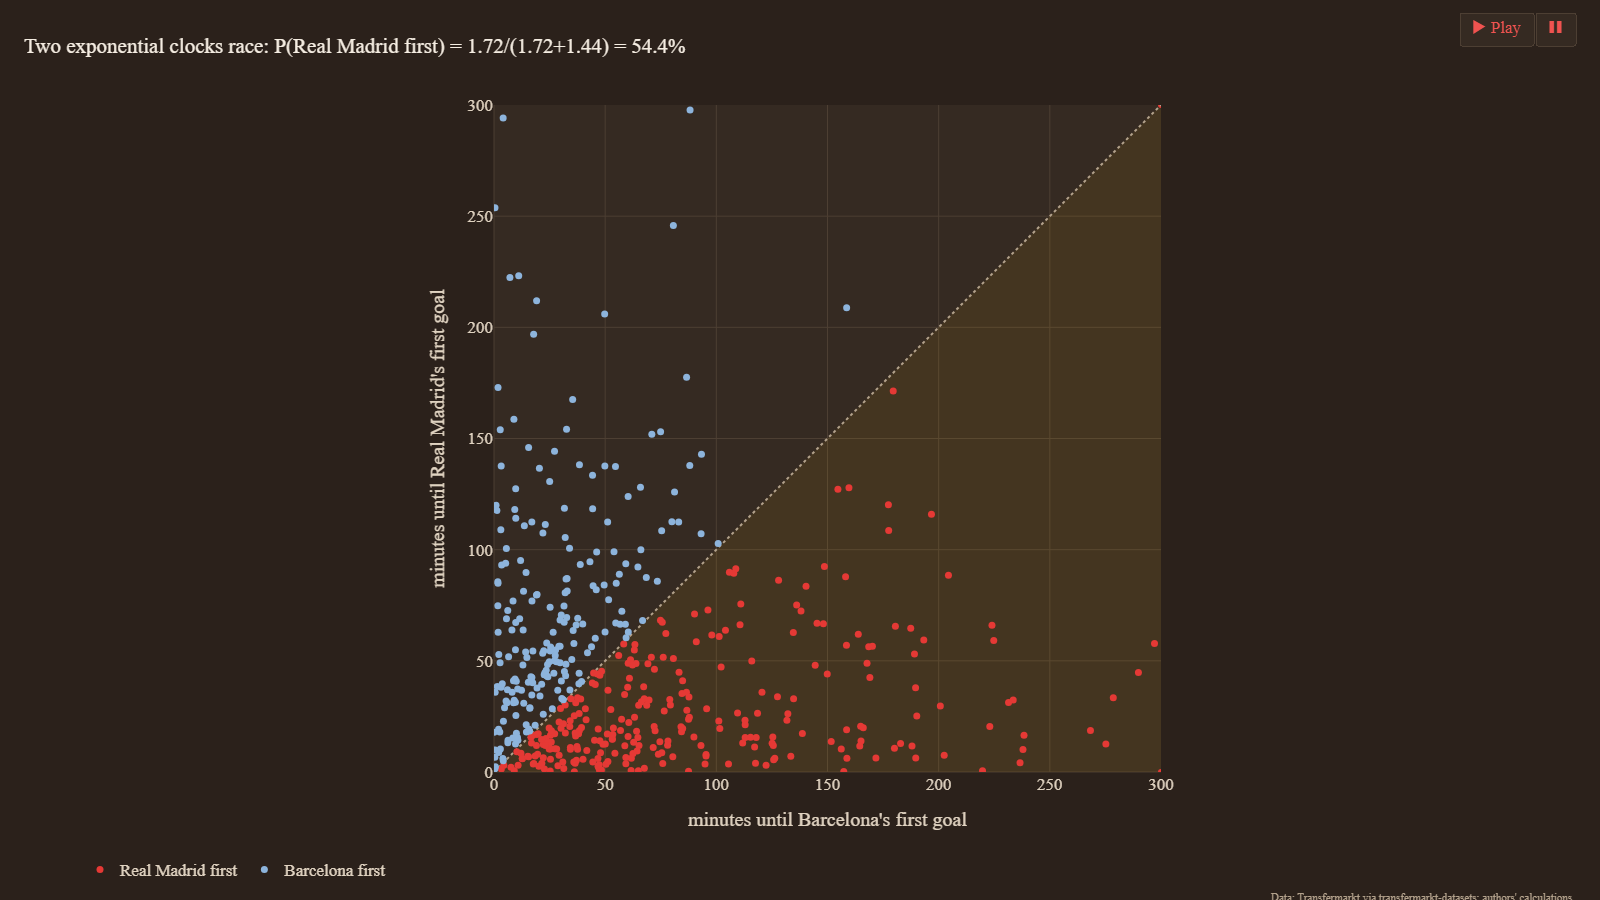 Two exponential clocks race: P(Real Madrid first) = 1.72/(1.72+1.44) = 54.4%
Play
minutes until Real Madrid's first goal
300
250
200
150
100
50
0
0 50 100 150 200 250 300
minutes until Barcelona's first goal
Real Madrid first
Barcelona first
Data: Transfermarkt via transfermarkt-datasets; authors' calculations